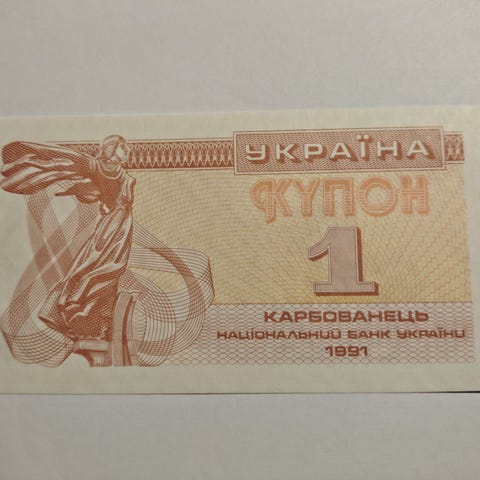 УКРАЇНА
КУПОН
1
КАРБОВАНЕЦЬ
НАЦІОНАЛЬНИЙ БАНК УКРАЇНИ
1991